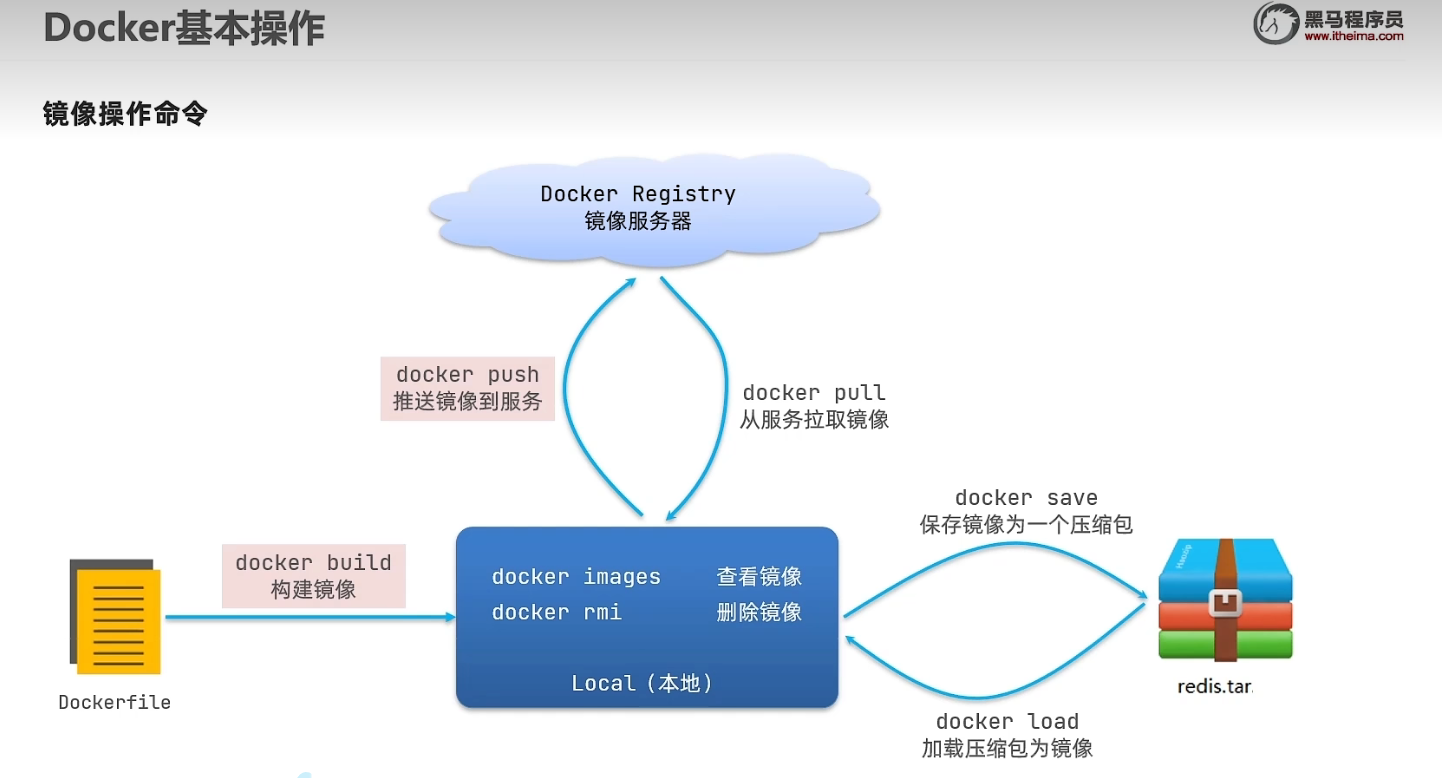 Docker基本操作
黑马程序员
www.itheima.com
镜像操作命令
Docker Registry
镜像服务器
docker push
推送镜像到服务
docker pull
从服务拉取镜像
docker save
保存镜像为一个压缩包
docker build
构建镜像
docker images 查看镜像
docker rmi 删除镜像
Local（本地）
Dockerfile
redis.tar
docker load
加载压缩包为镜像